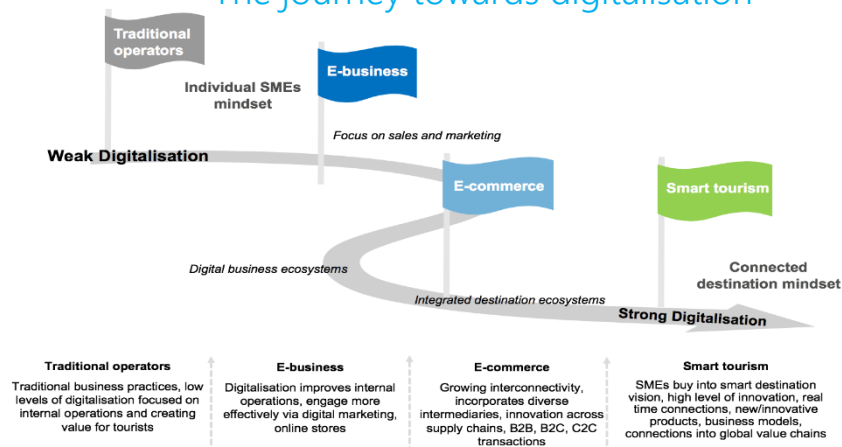 The journey towards digitalisation
Traditional
operators
E-business
Individual SMEs
mindset
Focus on sales and marketing
Weak Digitalisation
E-commerce
Smart tourism
Digital business ecosystems
Connected
destination mindset
Integrated destination ecosystems
Strong Digitalisation
Traditional operators
Traditional business practices, low
levels of digitalisation focused on
internal operations and creating
value for tourists
E-business
Digitalisation improves internal
operations, engage more
effectively via digital marketing,
online stores
E-commerce
Growing interconnectivity,
incorporates diverse
intermediaries, innovation across
supply chains, B2B, B2C, C2C
transactions
Smart tourism
SMEs buy into smart destination
vision, high level of innovation, real
time connections, new/innovative
products, business models,
connections into global value chains